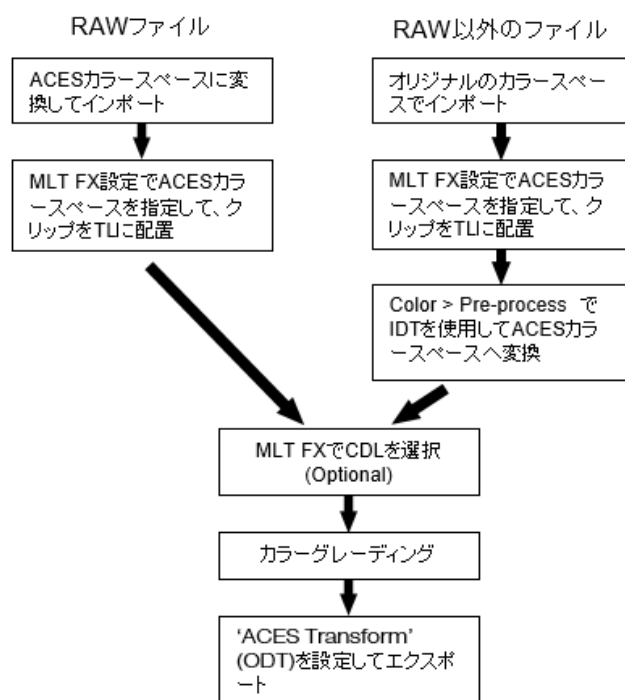 RAWファイル
ACESカラースペースに変
換してインポート
MLT FX設定でACESカラ
ースペースを指定して、ク
リップをTLに配置
RAW以外のファイル
オリジナルのカラースペー
スでインポート
MLT FX設定でACESカラ
ースペースを指定して、ク
リップをTLに配置
Color > Pre-process で
IDTを使用してACESカラ
ースペースへ変換
MLT FXでCDLを選択
(Optional)
カラーグレーディング
‘ACES Transform’
(ODT)を設定してエクスポ
ート